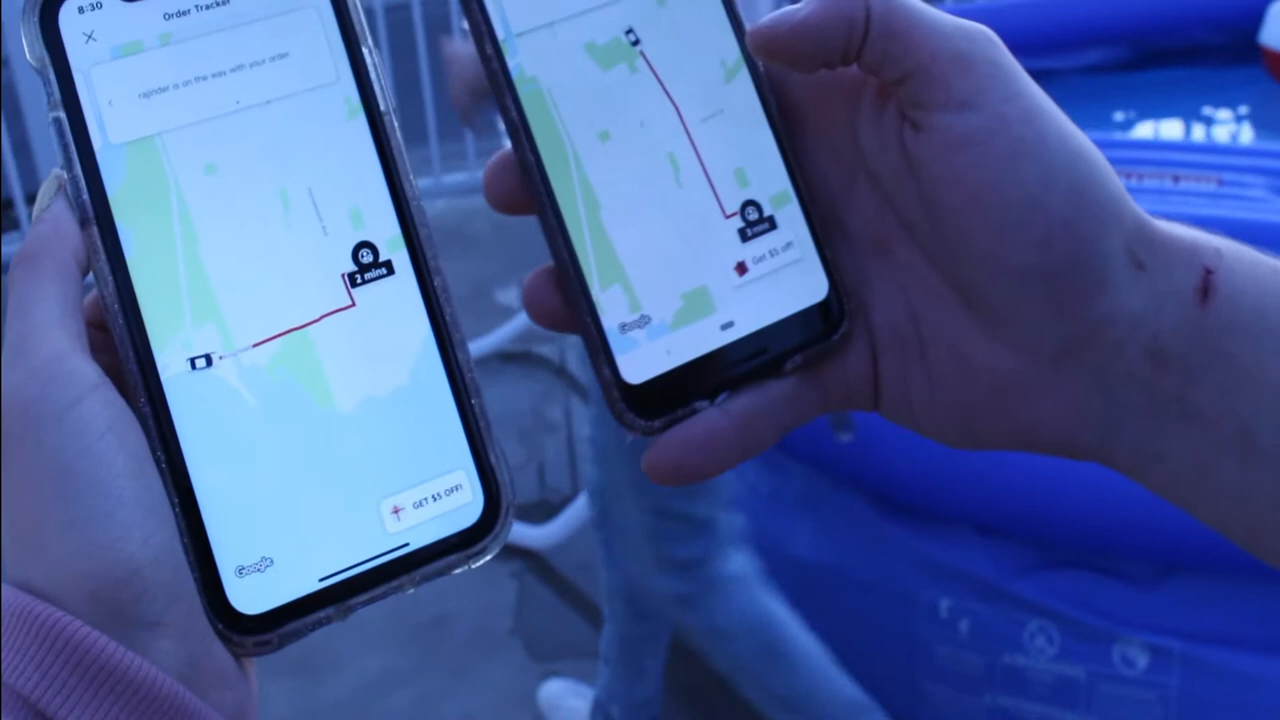 8:30
Order Tracker
rajinder is on the way with your order.
2 mins
GET $5 OFF!
Google
mins
Get $5 off!
Google